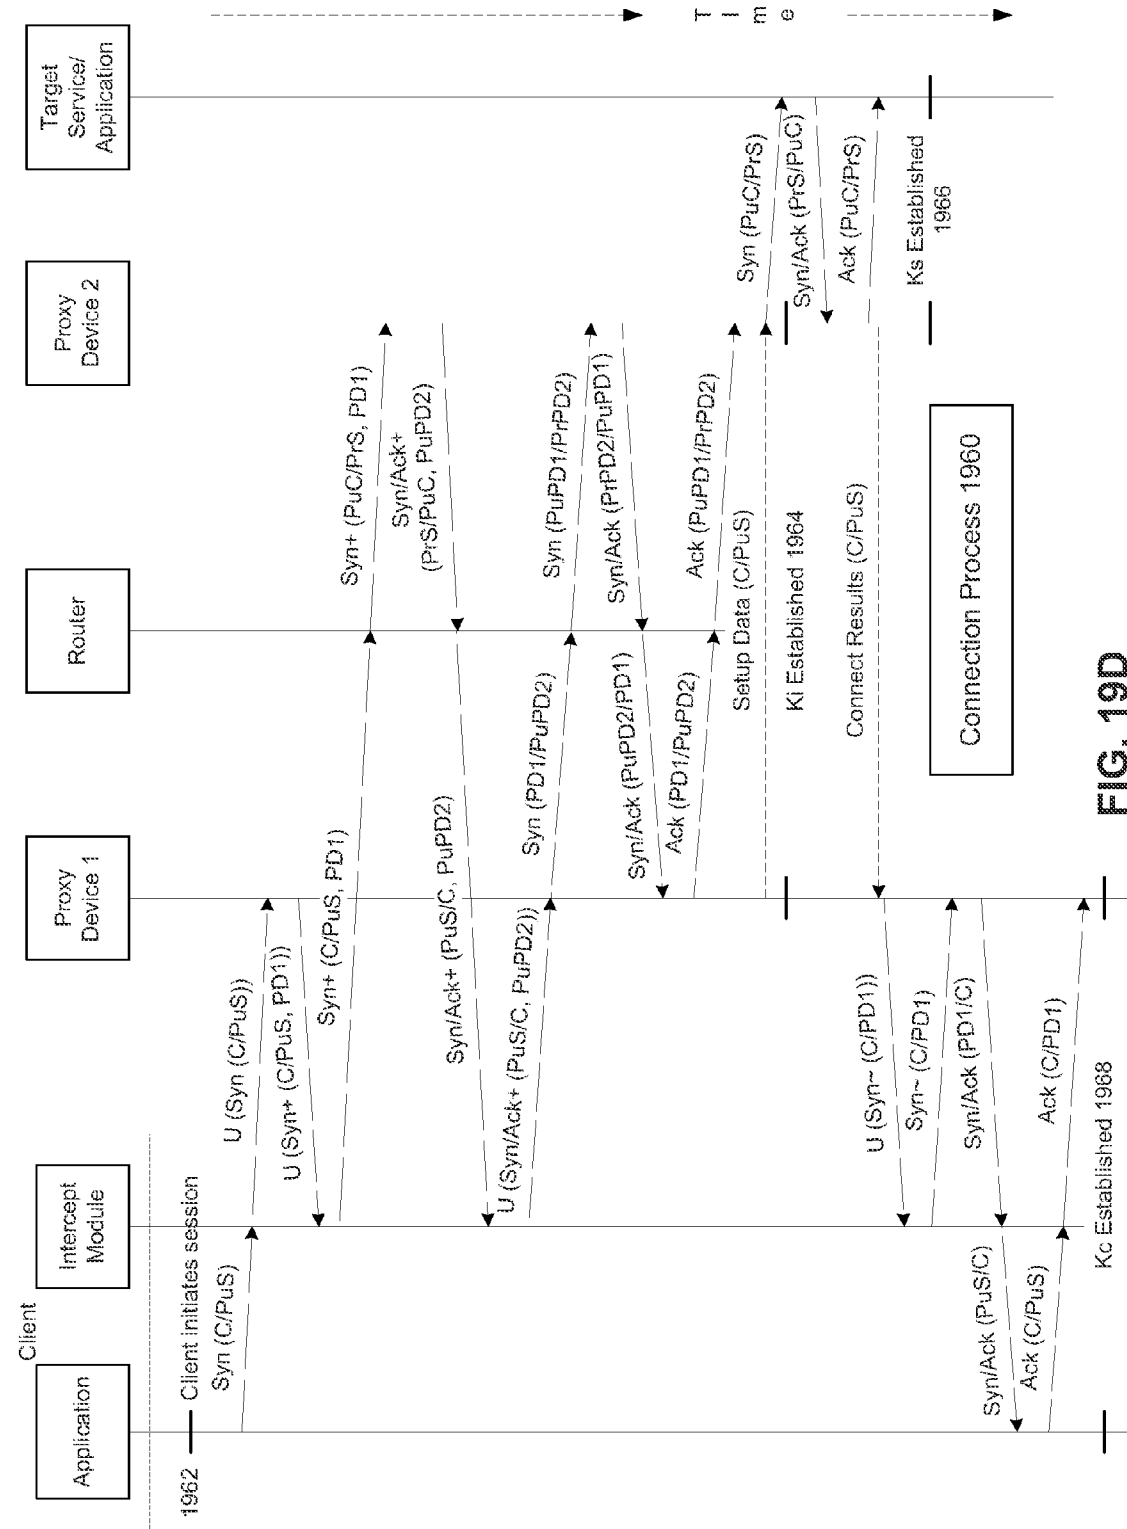 Client
Application
Intercept
Module
Proxy
Device 1
Router
Proxy
Device 2
Target
Service/
Application
Time
1962
Client initiates session
Syn (C/PuS)
U (Syn (C/PuS))
U (Syn+ (C/PuS, PD1))
Syn+ (C/PuS, PD1)
Syn+ (PuC/PrS, PD1)
Syn/Ack+
(PrS/PuC, PuPD2)
Syn/Ack+ (PuS/C, PuPD2)
U (Syn/Ack+ (PuS/C, PuPD2))
Syn (PD1/PuPD2)
Syn (PuPD1/PrPD2)
Syn/Ack (PrPD2/PuPD1)
Syn/Ack (PuPD2/PD1)
Ack (PD1/PuPD2)
Ack (PuPD1/PrPD2)
Setup Data (C/PuS)
Ki Established 1964
Syn (PuC/PrS)
Syn/Ack (PrS/PuC)
Ack (PuC/PrS)
Ks Established
1966
Connect Results (C/PuS)
U (Syn~ (C/PD1))
Syn~ (C/PD1)
Syn/Ack (PD1/C)
Syn/Ack (PuS/C)
Ack (C/PuS)
Ack (C/PD1)
Kc Established 1968
Connection Process 1960
FIG. 19D